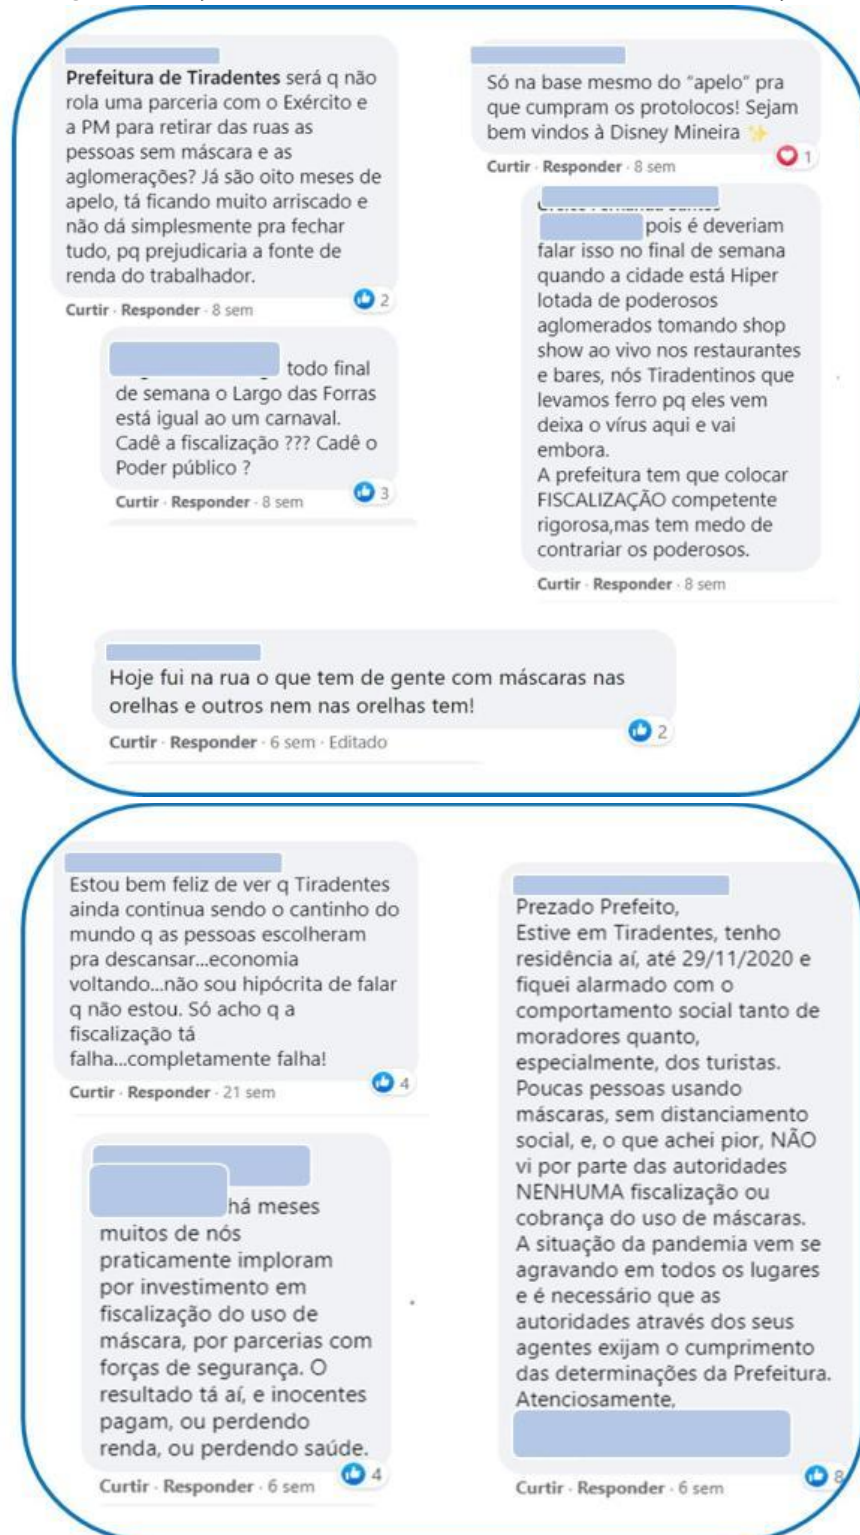 Prefeitura de Tiradentes será q não
rola uma parceria com o Exército e
a PM para retirar das ruas as
pessoas sem máscara e as
aglomerações? Já são oito meses de
apelo, tá ficando muito arriscado e
não dá simplesmente pra fechar
tudo, pq prejudicaria a fonte de
renda do trabalhador.
Curtir · Responder · 8 sem
2
todo final
de semana o Largo das Forras
está igual ao um carnaval.
Cadê a fiscalização ??? Cadê o
Poder público ?
Curtir · Responder · 8 sem
3
Só na base mesmo do “apelo” pra
que cumpram os protolocos! Sejam
bem vindos à Disney Mineira ✨
Curtir · Responder · 8 sem
1
pois é deveriam
falar isso no final de semana
quando a cidade está Hiper
lotada de poderosos
aglomerados tomando shop
show ao vivo nos restaurantes
e bares, nós Tiradentinos que
levamos ferro pq eles vem
deixa o vírus aqui e vai
embora.
A prefeitura tem que colocar
FISCALIZAÇÃO competente
rigorosa,mas tem medo de
contrariar os poderosos.
Curtir · Responder · 8 sem
Hoje fui na rua o que tem de gente com máscaras nas
orelhas e outros nem nas orelhas tem!
Curtir · Responder · 6 sem · Editado
2
Estou bem feliz de ver q Tiradentes
ainda continua sendo o cantinho do
mundo q as pessoas escolheram
pra descansar...economia
voltando...não sou hipócrita de falar
q não estou. Só acho q a
fiscalização tá
falha...completamente falha!
Curtir · Responder · 21 sem
4
há meses
muitos de nós
praticamente imploram
por investimento em
fiscalização do uso de
máscara, por parcerias com
forças de segurança. O
resultado tá aí, e inocentes
pagam, ou perdendo
renda, ou perdendo saúde.
Curtir · Responder · 6 sem
4
Prezado Prefeito,
Estive em Tiradentes, tenho
residência aí, até 29/11/2020 e
fiquei alarmado com o
comportamento social tanto de
moradores quanto,
especialmente, dos turistas.
Poucas pessoas usando
máscaras, sem distanciamento
social, e, o que achei pior, NÃO
vi por parte das autoridades
NENHUMA fiscalização ou
cobrança do uso de máscaras.
A situação da pandemia vem se
agravando em todos os lugares
e é necessário que as
autoridades através dos seus
agentes exijam o cumprimento
das determinações da Prefeitura.
Atenciosamente,
Curtir · Responder · 6 sem
8